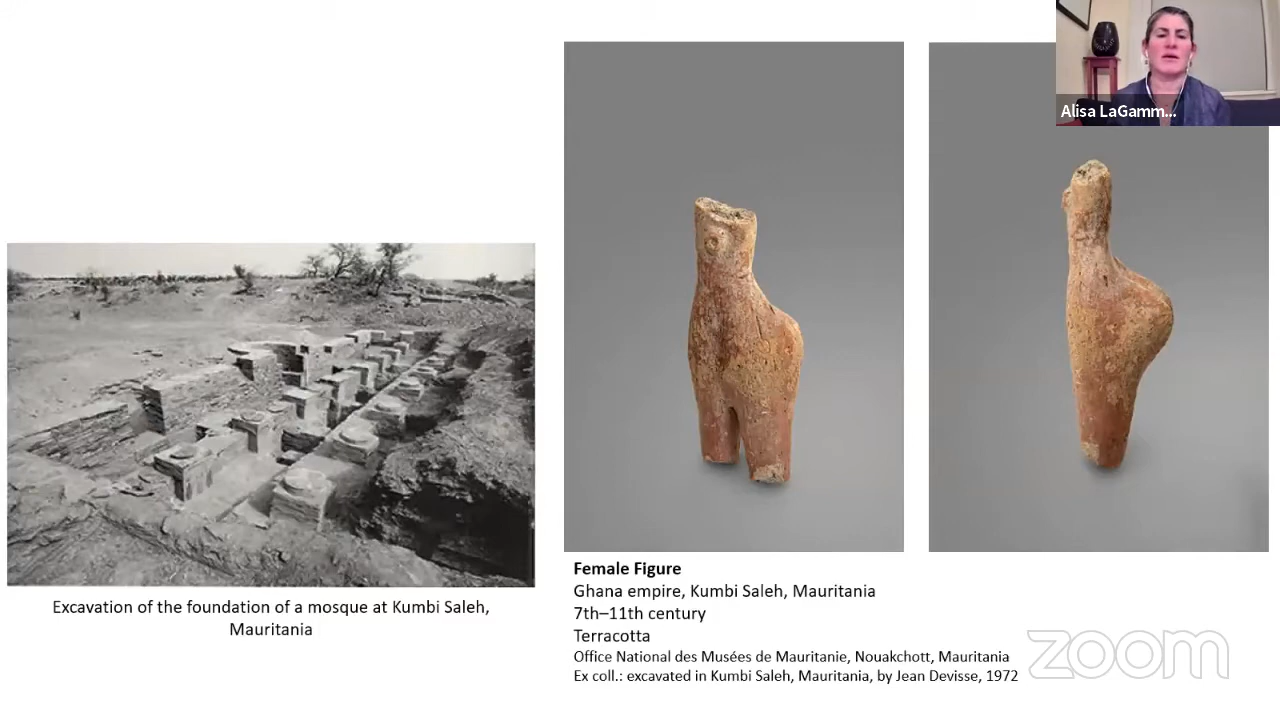 Alisa LaGamm...
Excavation of the foundation of a mosque at Kumbi Saleh,
Mauritania
Female Figure
Ghana empire, Kumbi Saleh, Mauritania
7th–11th century
Terracotta
Office National des Musées de Mauritanie, Nouakchott, Mauritania
Ex coll.: excavated in Kumbi Saleh, Mauritania, by Jean Devisse, 1972
zoom